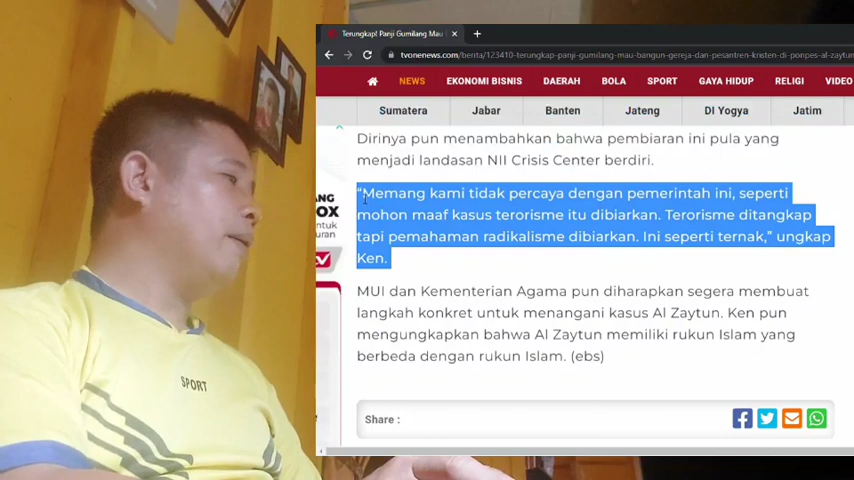 Terungkap! Panji Gumilang Mau
tvonenews.com/berita/123410-terungkap-panji-gumilang-mau-bangun-gereja-dan-pesantren-kristen-di-ponpes-al-zaytun
NEWS EKONOMI BISNIS DAERAH BOLA SPORT GAYA HIDUP RELIGI VIDEO
Sumatera Jabar Banten Jateng DI Yogya Jatim
Dirinya pun menambahkan bahwa pembiaran ini pula yang
menjadi landasan NII Crisis Center berdiri.
“Memang kami tidak percaya dengan pemerintah ini, seperti
mohon maaf kasus terorisme itu dibiarkan. Terorisme ditangkap
tapi pemahaman radikalisme dibiarkan. Ini seperti ternak,” ungkap
Ken.
MUI dan Kementerian Agama pun diharapkan segera membuat
langkah konkret untuk menangani kasus Al Zaytun. Ken pun
mengungkapkan bahwa Al Zaytun memiliki rukun Islam yang
berbeda dengan rukun Islam. (ebs)
Share :
SPORT